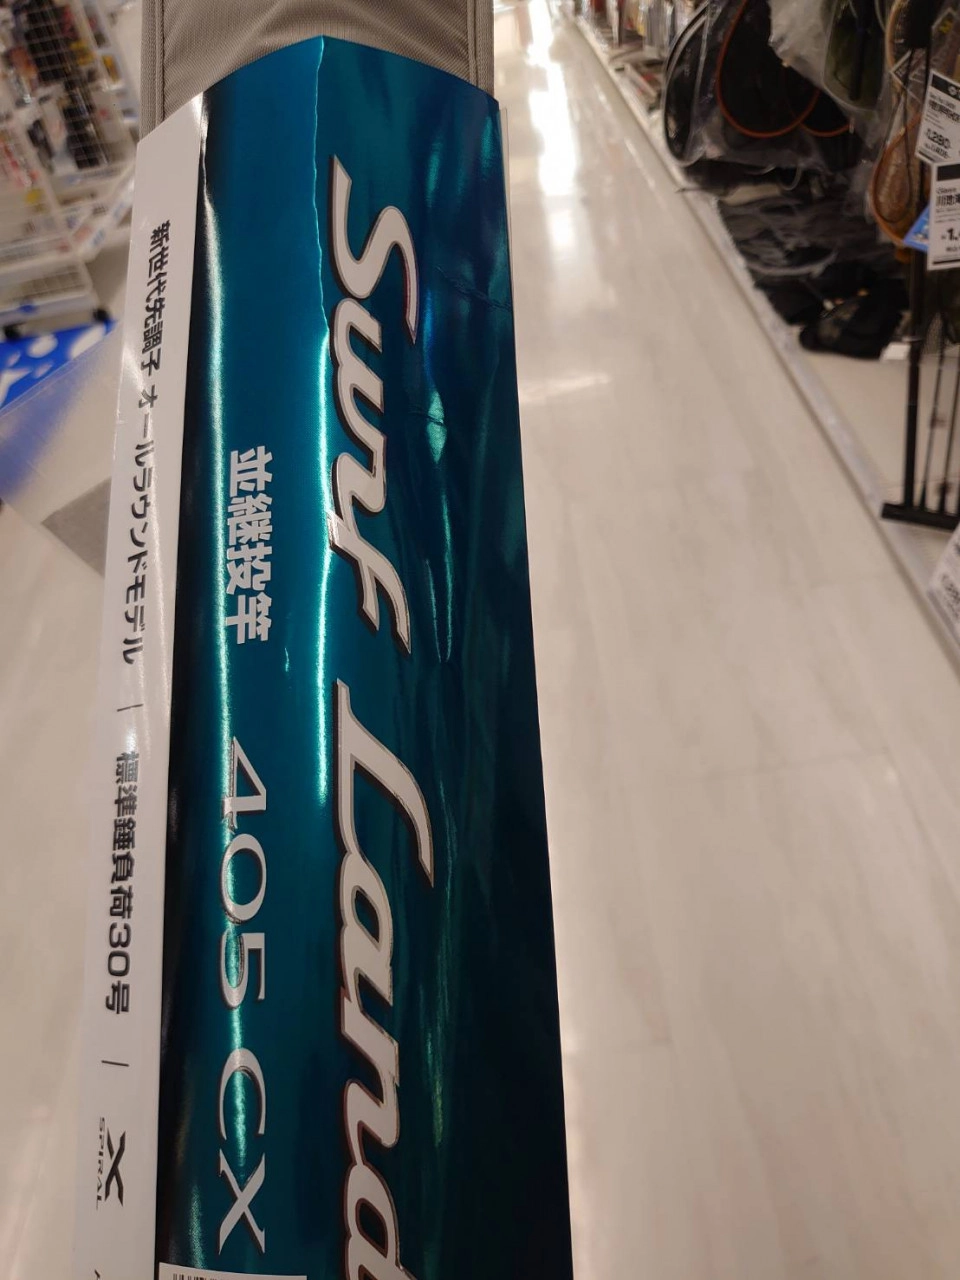 Surf Land
並継投竿 405 CX
新世代先調子 オールラウンドモデル | 標準錘負荷30号 | X SPIRAL